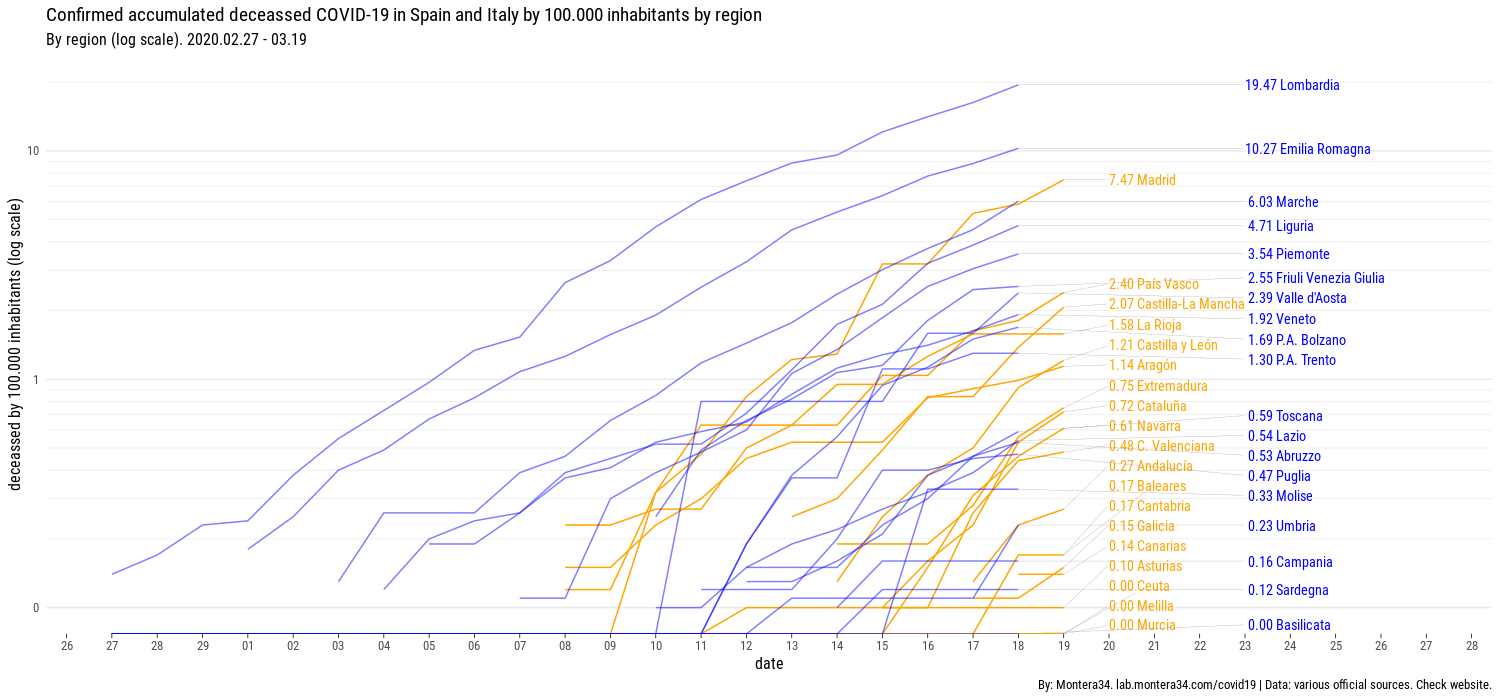 Confirmed accumulated deceassed COVID-19 in Spain and Italy by 100.000 inhabitants by region
By region (log scale). 2020.02.27 - 03.19
deceassed by 100.000 inhabitants (log scale)
10
1
0
19.47 Lombardia
10.27 Emilia Romagna
7.47 Madrid
6.03 Marche
4.71 Liguria
3.54 Piemonte
2.55 Friuli Venezia Giulia
2.40 País Vasco
2.39 Valle d'Aosta
2.07 Castilla-La Mancha
1.92 Veneto
1.58 La Rioja
1.69 P.A. Bolzano
1.21 Castilla y León
1.30 P.A. Trento
1.14 Aragón
0.75 Extremadura
0.72 Cataluña
0.59 Toscana
0.61 Navarra
0.54 Lazio
0.48 C. Valenciana
0.53 Abruzzo
0.27 Andalucía
0.47 Puglia
0.17 Baleares
0.33 Molise
0.17 Cantabria
0.15 Galicia
0.23 Umbria
0.14 Canarias
0.16 Campania
0.10 Asturias
0.00 Ceuta
0.12 Sardegna
0.00 Melilla
0.00 Murcia
0.00 Basilicata
26 27 28 29 01 02 03 04 05 06 07 08 09 10 11 12 13 14 15 16 17 18 19 20 21 22 23 24 25 26 27 28
date
By: Montera34. lab.montera34.com/covid19 | Data: various official sources. Check website.